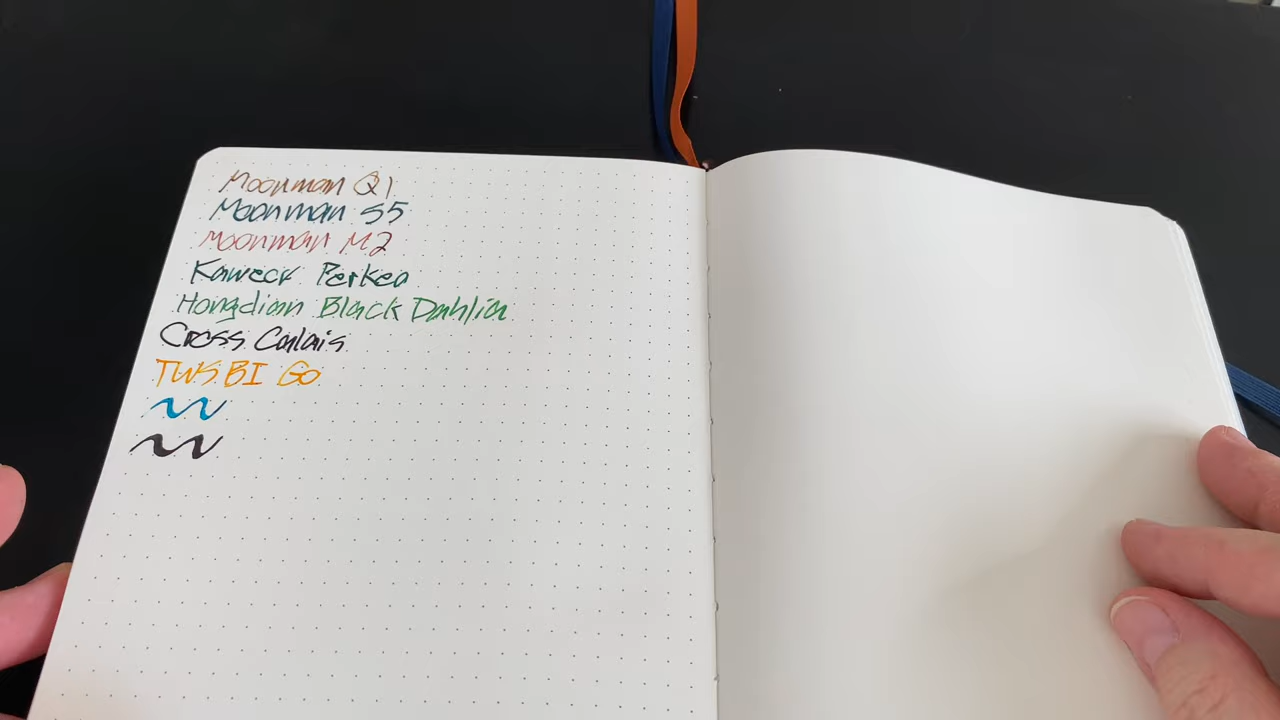 Moonman Q1
Moonman S5
Moonman M2
Kaweco Perkeo
Hongdian Black Dahlia
Cross Calais
TWSBI Go